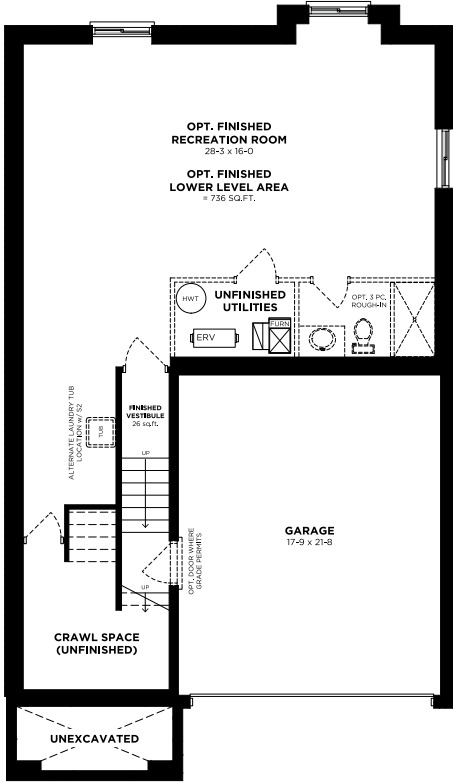 OPT. FINISHED
RECREATION ROOM
28-3 x 16-0
OPT. FINISHED
LOWER LEVEL AREA
= 736 SQ.FT.
HWT
UNFINISHED
UTILITIES
OPT. 3 PC.
ROUGH-IN
FURN
ERV
FINISHED
VESTIBULE
26 sq.ft.
ALTERNATE LAUNDRY TUB
LOCATION w/ S2
TUB
UP
OPT. DOOR WHERE
GRADE PERMITS
GARAGE
17-9 x 21-8
UP
CRAWL SPACE
(UNFINISHED)
UNEXCAVATED